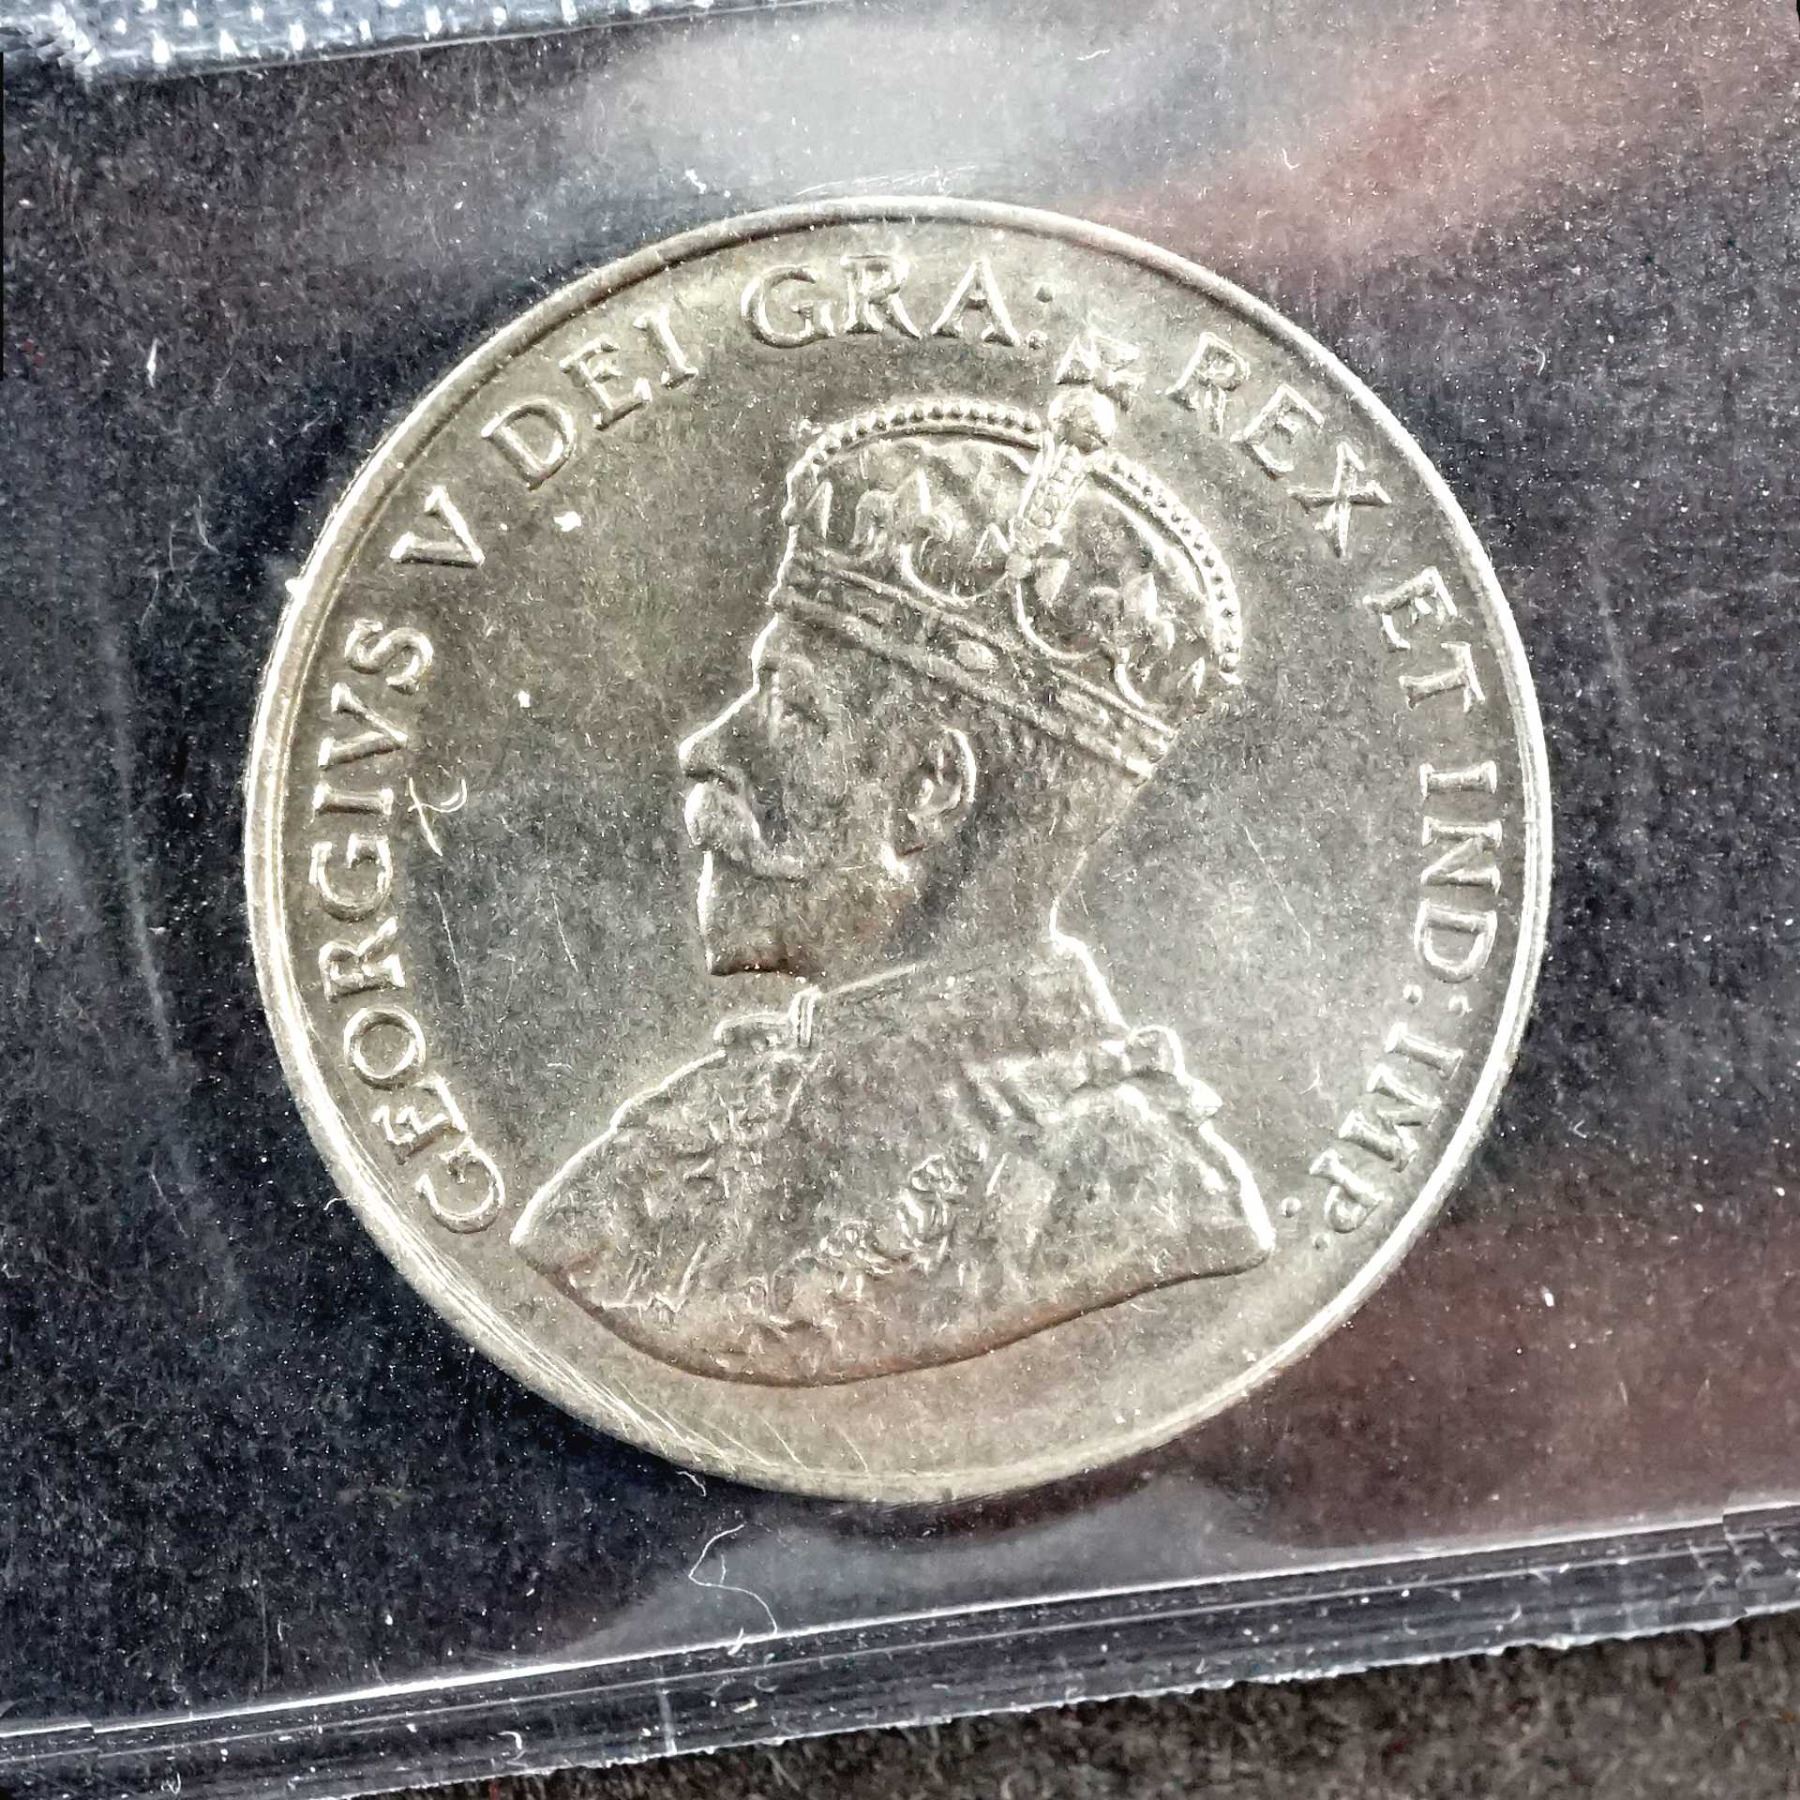 GEORGIVS V DEI GRA: REX ET IND: IMP: